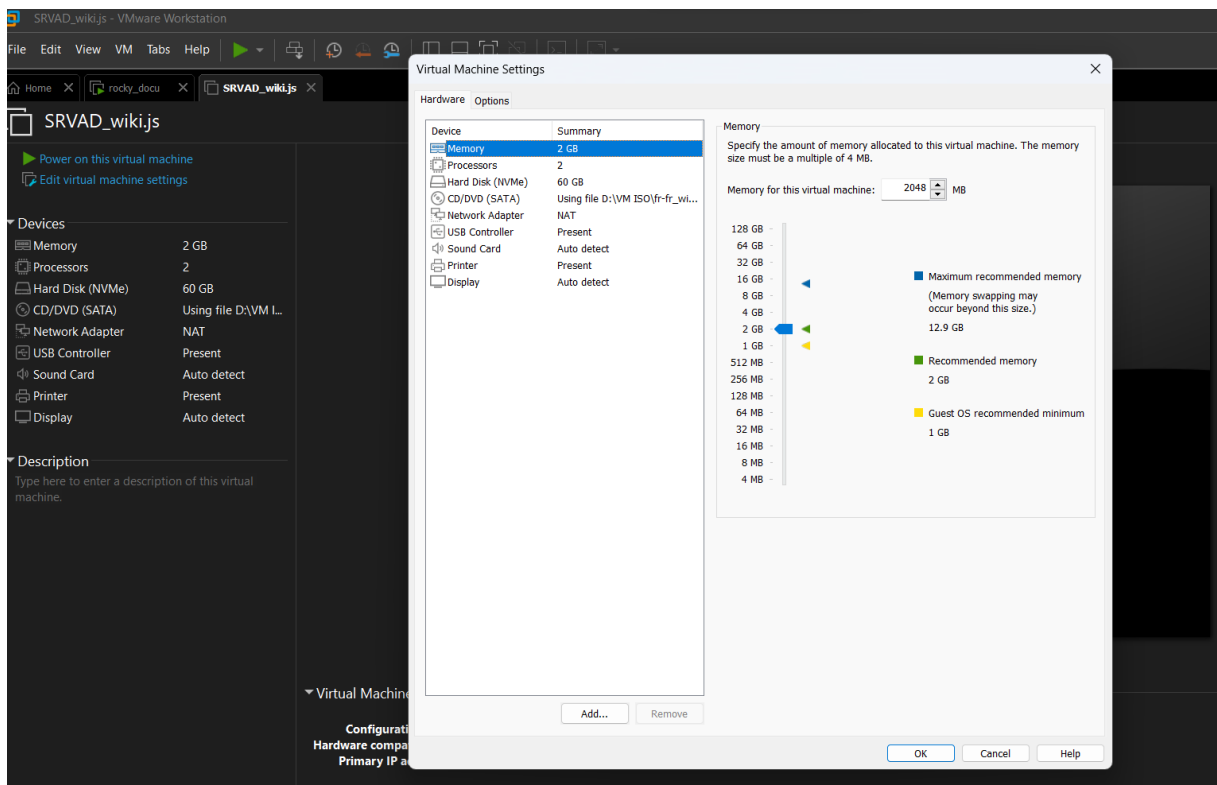 SRVAD_wiki.js - VMware Workstation
File Edit View VM Tabs Help
Home rocky_docu SRVAD_wiki.js
SRVAD_wiki.js
Power on this virtual machine
Edit virtual machine settings
Devices
Memory 2 GB
Processors 2
Hard Disk (NVMe) 60 GB
CD/DVD (SATA) Using file D:\VM I...
Network Adapter NAT
USB Controller Present
Sound Card Auto detect
Printer Present
Display Auto detect
Description
Type here to enter a description of this virtual
machine.
Virtual Machine
Configurati
Hardware compa
Primary IP a
Virtual Machine Settings
Hardware Options
Device Summary
Memory 2 GB
Processors 2
Hard Disk (NVMe) 60 GB
CD/DVD (SATA) Using file D:\VM ISO\fr-fr_wi...
Network Adapter NAT
USB Controller Present
Sound Card Auto detect
Printer Present
Display Auto detect
Add... Remove
Memory
Specify the amount of memory allocated to this virtual machine. The memory
size must be a multiple of 4 MB.
Memory for this virtual machine: 2048 MB
128 GB
64 GB
32 GB
16 GB
8 GB
4 GB
2 GB
1 GB
512 MB
256 MB
128 MB
64 MB
32 MB
16 MB
8 MB
4 MB
Maximum recommended memory
(Memory swapping may
occur beyond this size.)
12.9 GB
Recommended memory
2 GB
Guest OS recommended minimum
1 GB
OK Cancel Help